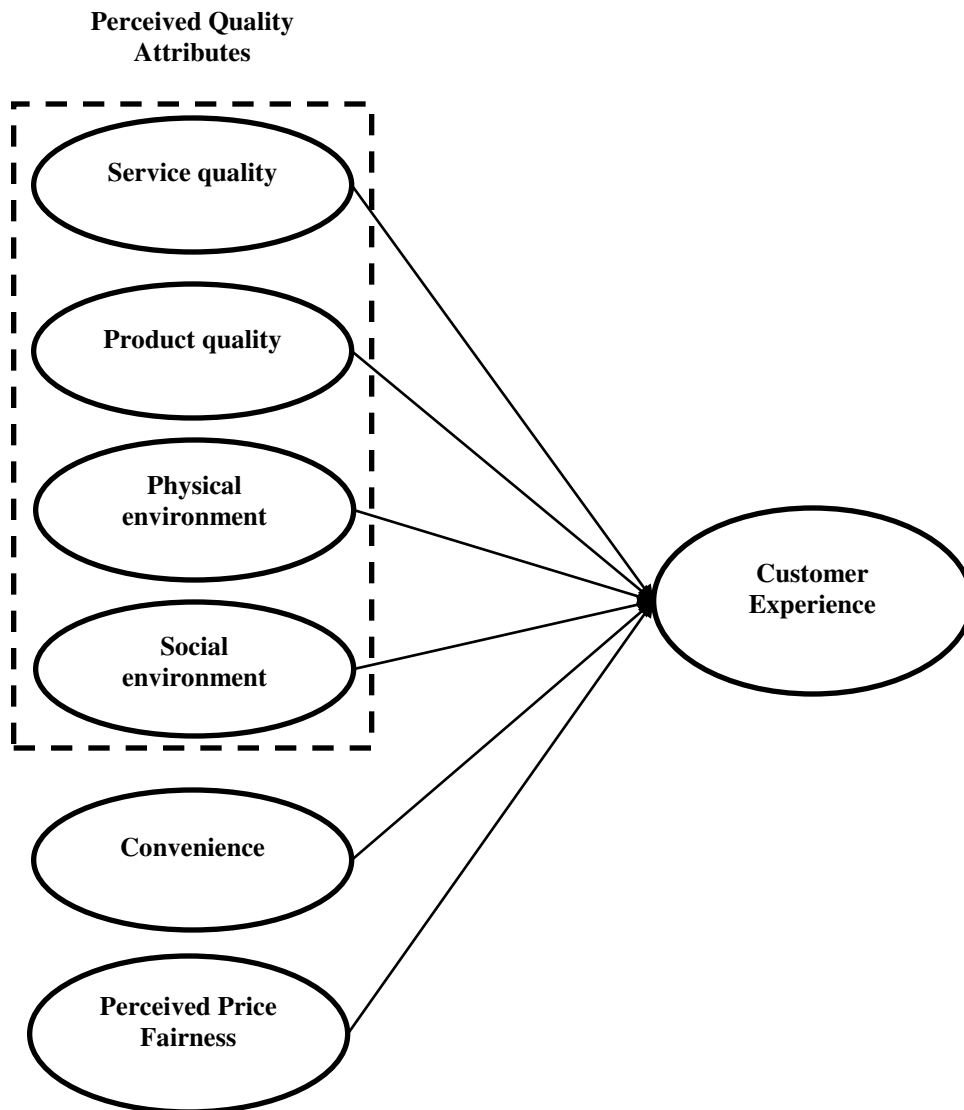 Perceived Quality
Attributes
Service quality
Product quality
Physical
environment
Social
environment
Customer
Experience
Convenience
Perceived Price
Fairness